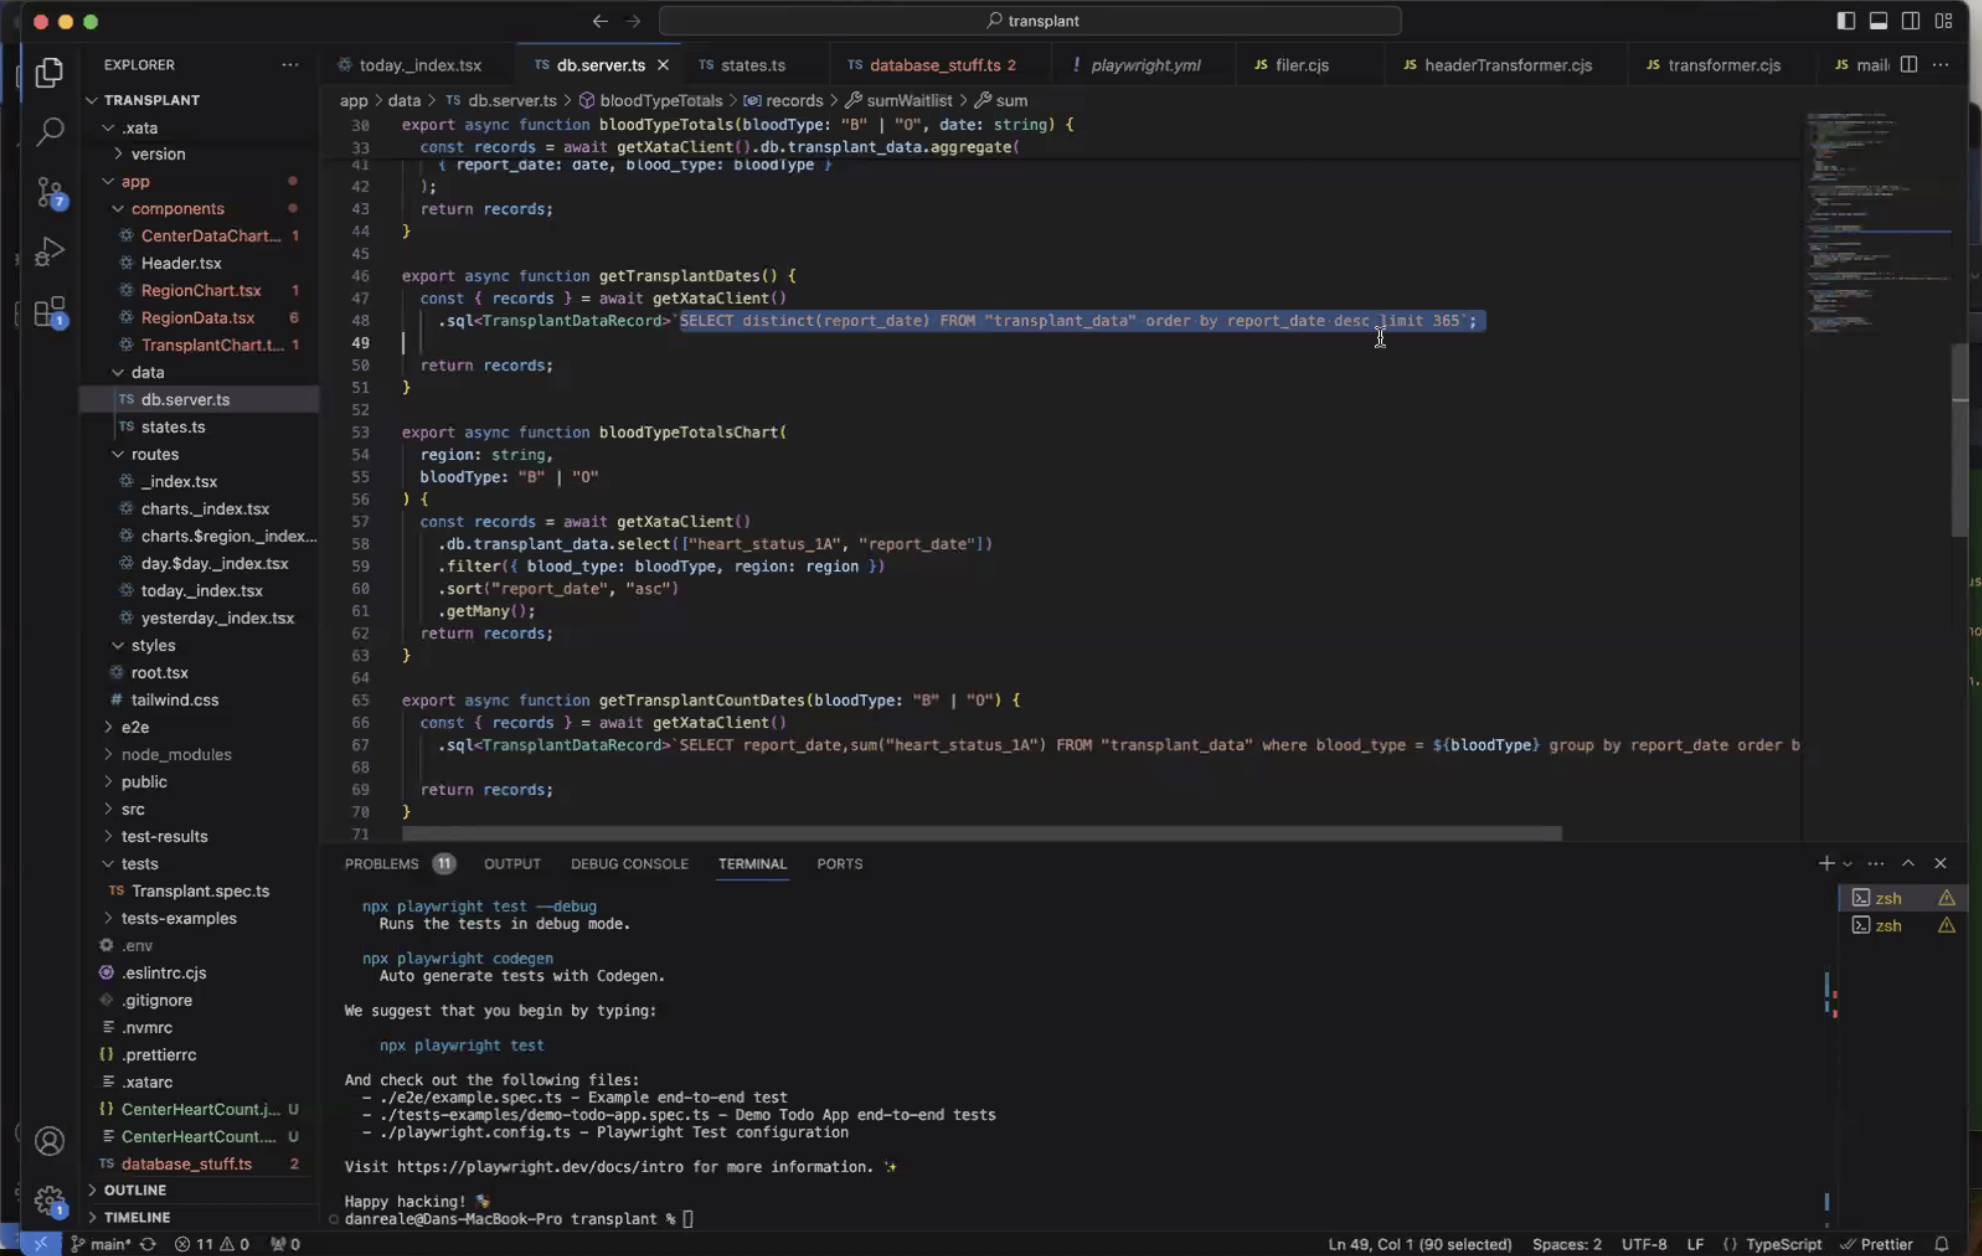 transplant
EXPLORER
today._index.tsx
db.server.ts
states.ts
database_stuff.ts 2
playwright.yml
filer.cjs
headerTransformer.cjs
transformer.cjs
TRANSPLANT
.xata
version
app
components
CenterDataChart... 1
Header.tsx
RegionChart.tsx 1
RegionData.tsx 6
TransplantChart.t... 1
data
db.server.ts
states.ts
routes
_index.tsx
charts._index.tsx
charts.$region._index...
day.$day._index.tsx
today._index.tsx
yesterday._index.tsx
styles
root.tsx
tailwind.css
e2e
node_modules
public
src
test-results
tests
Transplant.spec.ts
tests-examples
.env
.eslintrc.cjs
.gitignore
.nvmrc
.prettierrc
.xatarc
CenterHeartCount.j... U
CenterHeartCount.... U
database_stuff.ts 2
OUTLINE
TIMELINE
app > data > TS db.server.ts > bloodTypeTotals > records > sumWaitlist > sum
30 export async function bloodTypeTotals(bloodType: "B" | "O", date: string) {
33 const records = await getXataClient().db.transplant_data.aggregate(
41 { report_date: date, blood_type: bloodType }
42 );
43 return records;
44 }
45
46 export async function getTransplantDates() {
47 const { records } = await getXataClient()
48 .sql<TransplantDataRecord>`SELECT distinct(report_date) FROM "transplant_data" order by report_date desc limit 365`;
49
50 return records;
51 }
52
53 export async function bloodTypeTotalsChart(
54 region: string,
55 bloodType: "B" | "O"
56 ) {
57 const records = await getXataClient()
58 .db.transplant_data.select(["heart_status_1A", "report_date"])
59 .filter({ blood_type: bloodType, region: region })
60 .sort("report_date", "asc")
61 .getMany();
62 return records;
63 }
64
65 export async function getTransplantCountDates(bloodType: "B" | "O") {
66 const { records } = await getXataClient()
67 .sql<TransplantDataRecord>`SELECT report_date,sum("heart_status_1A") FROM "transplant_data" where blood_type = ${bloodType} group by report_date order b
68
69 return records;
70 }
71
PROBLEMS 11 OUTPUT DEBUG CONSOLE TERMINAL PORTS
npx playwright test --debug
Runs the tests in debug mode.
npx playwright codegen
Auto generate tests with Codegen.
We suggest that you begin by typing:
npx playwright test
And check out the following files:
- ./e2e/example.spec.ts - Example end-to-end test
- ./tests-examples/demo-todo-app.spec.ts - Demo Todo App end-to-end tests
- ./playwright.config.ts - Playwright Test configuration
Visit https://playwright.dev/docs/intro for more information. ✨
Happy hacking! 🎭
danreale@Dans-MacBook-Pro transplant %
zsh
zsh
main* 11 0 0
Ln 49, Col 1 (90 selected) Spaces: 2 UTF-8 LF {} TypeScript Prettier